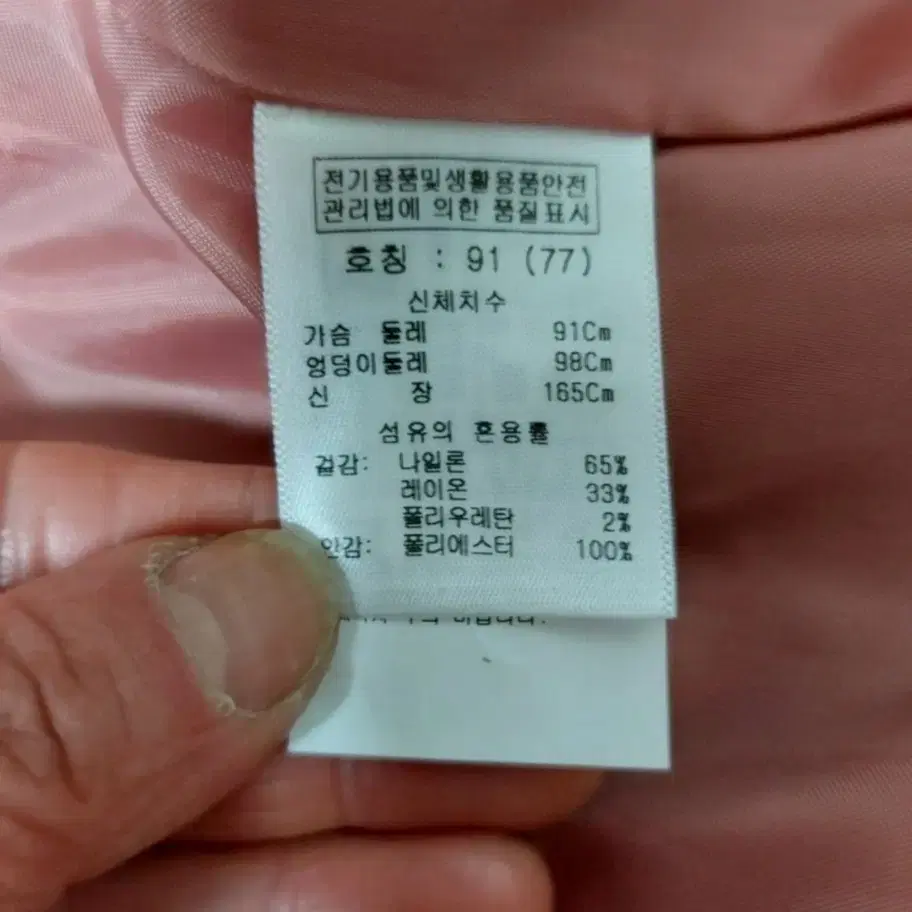 전기용품및생활용품안전
관리법에 의한 품질표시
호칭 : 91 (77)
신체치수
가슴 둘레 91Cm
엉덩이둘레 98Cm
신 장 165Cm
섬유의 혼용률
겉감: 나일론 65%
레이온 33%
폴리우레탄 2%
안감: 폴리에스터 100%